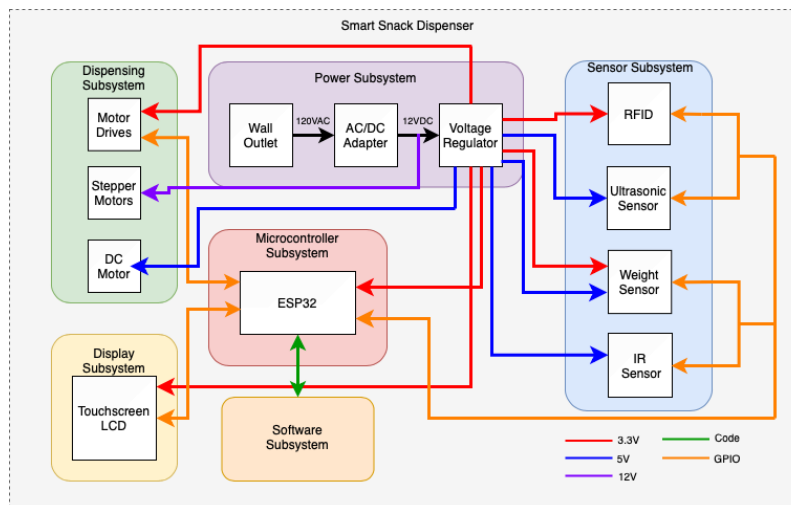 Smart Snack Dispenser
Dispensing
Subsystem
Motor
Drives
Stepper
Motors
DC
Motor
Power Subsystem
Wall
Outlet
120VAC
AC/DC
Adapter
12VDC
Voltage
Regulator
Sensor Subsystem
RFID
Ultrasonic
Sensor
Weight
Sensor
IR
Sensor
Microcontroller
Subsystem
ESP32
Display
Subsystem
Touchscreen
LCD
Software
Subsystem
3.3V
5V
12V
Code
GPIO